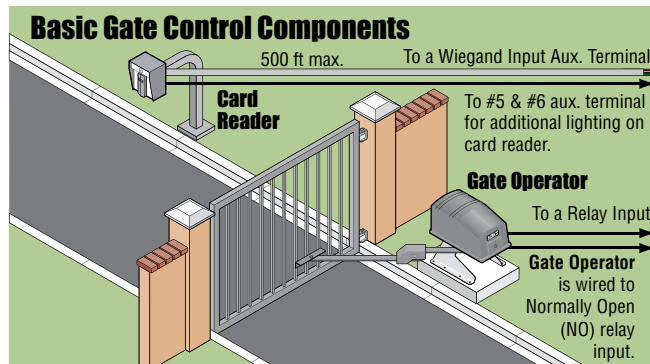 Basic Gate Control Components
500 ft max.
To a Wiegand Input Aux. Terminal
Card
Reader
To #5 & #6 aux. terminal
for additional lighting on
card reader.
Gate Operator
To a Relay Input
Gate Operator
is wired to
Normally Open
(NO) relay
input.